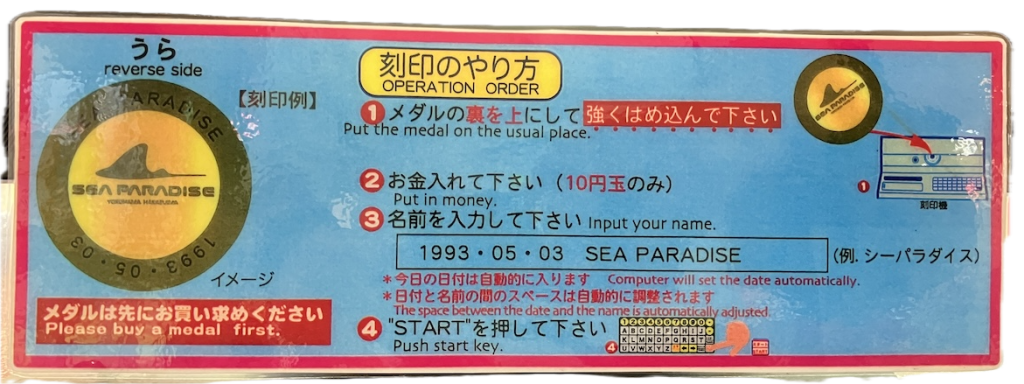 うら
reverse side
【刻印例】
SEA PARADISE
SEA PARADISE
YOKOHAMA HAKKEIJIMA
1993・05・03
イメージ
メダルは先にお買い求めください
Please buy a medal first.
刻印のやり方
OPERATION ORDER
1 メダルの裏を上にして強くはめ込んで下さい
Put the medal on the usual place.
2 お金入れて下さい（10円玉のみ）
Put in money.
3 名前を入力して下さい Input your name.
1993・05・03 SEA PARADISE (例. シーパラダイス)
*今日の日付は自動的に入ります Computer will set the date automatically.
*日付と名前の間のスペースは自動的に調整されます
The space between the date and the name is automatically adjusted.
4 "START"を押して下さい
Push start key.
SEA PARADISE
1
刻印機
1234567890
ABCDEFGHIJ
KLMNOPQRST
UVWXYZ
4
START